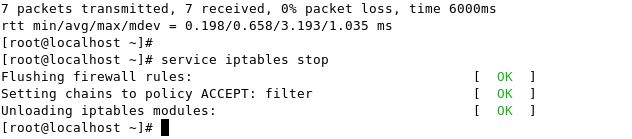 7 packets transmitted, 7 received, 0% packet loss, time 6000ms
rtt min/avg/max/mdev = 0.198/0.658/3.193/1.035 ms
[root@localhost ~]#
[root@localhost ~]# service iptables stop
Flushing firewall rules:                                   [  OK  ]
Setting chains to policy ACCEPT: filter                    [  OK  ]
Unloading iptables modules:                                [  OK  ]
[root@localhost ~]#